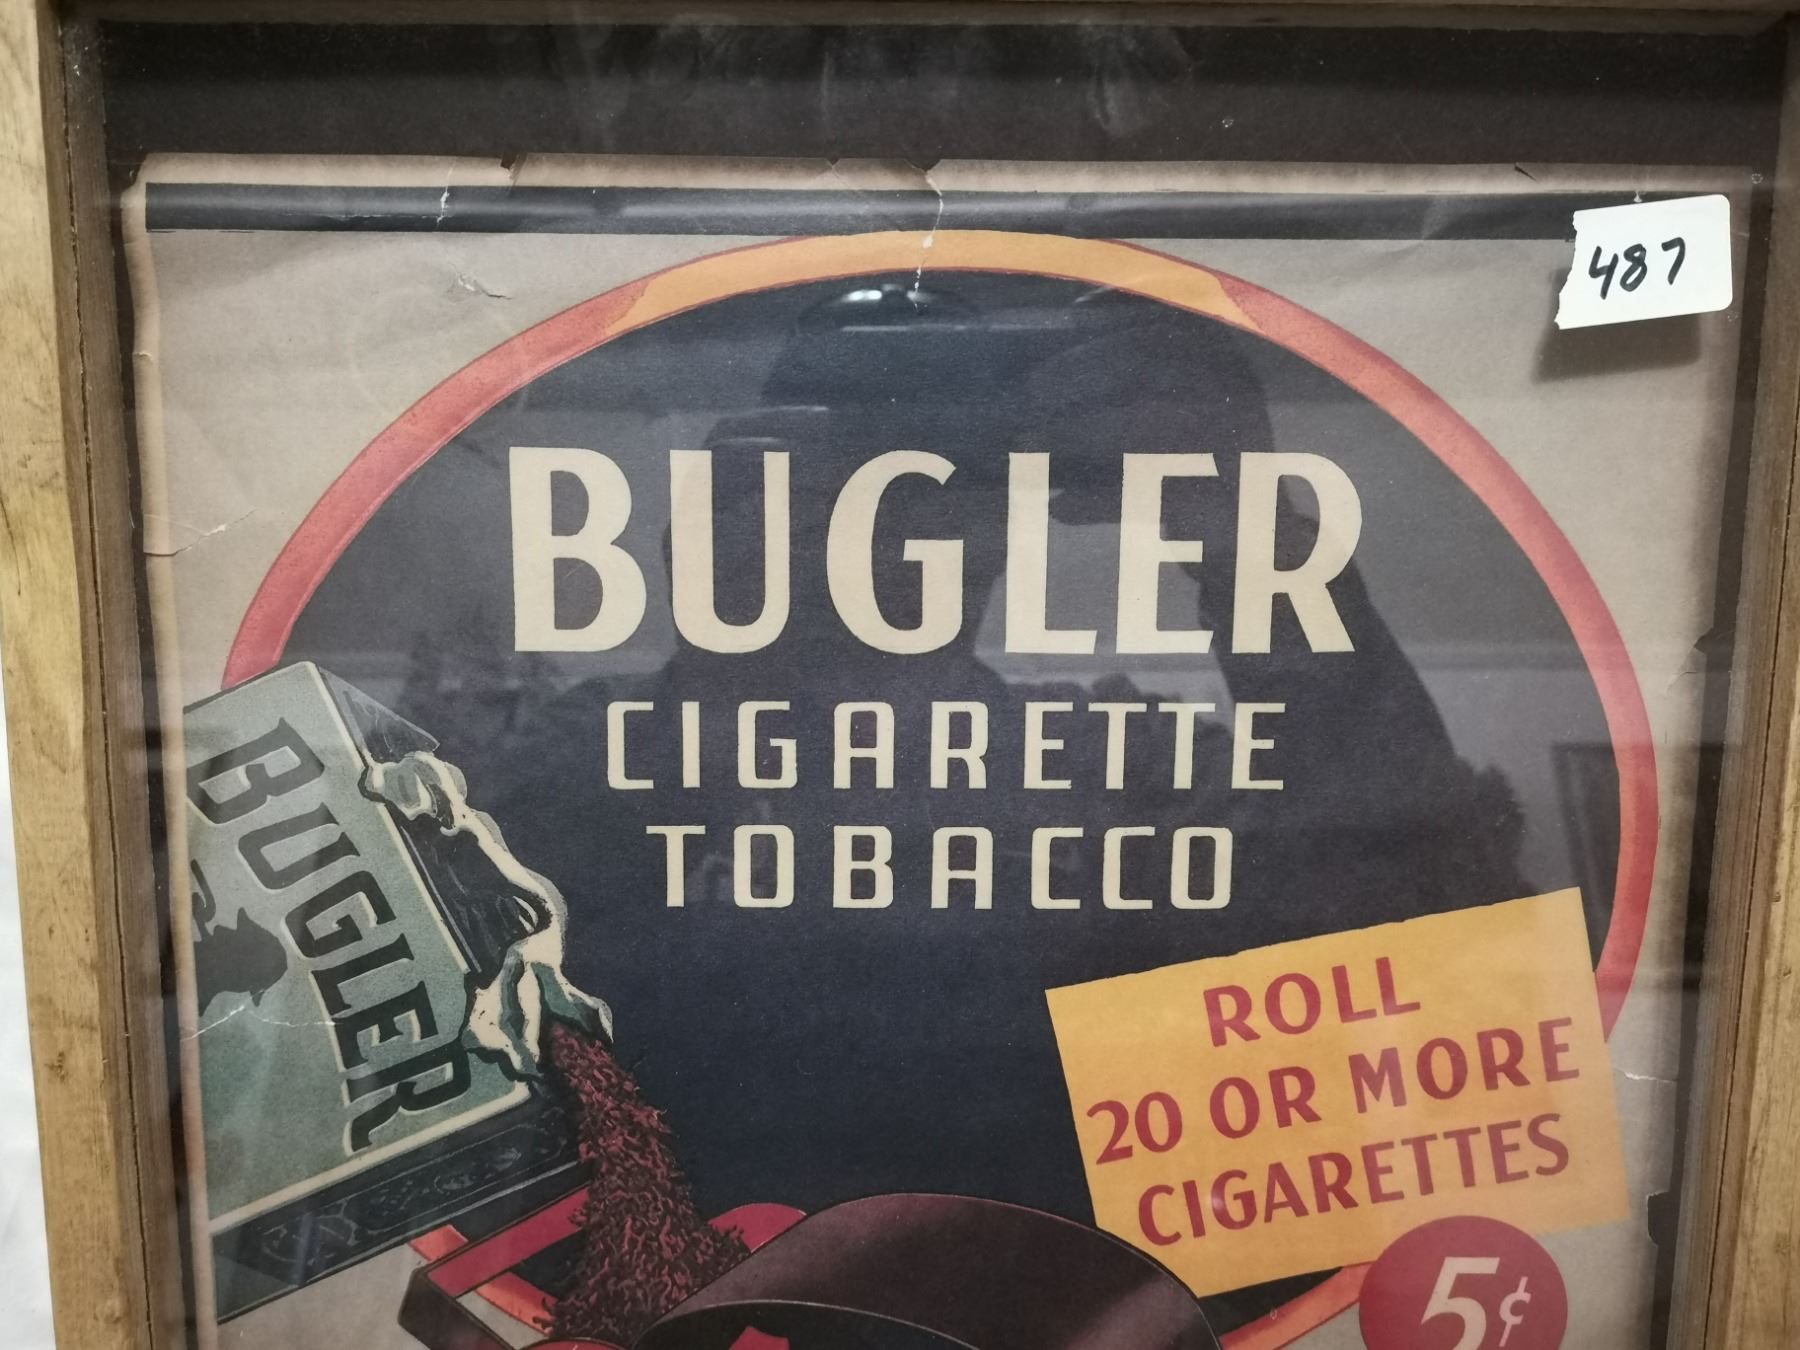 487
BUGLER
CIGARETTE
TOBACCO
BUGLER
ROLL
20 OR MORE
CIGARETTES
5¢